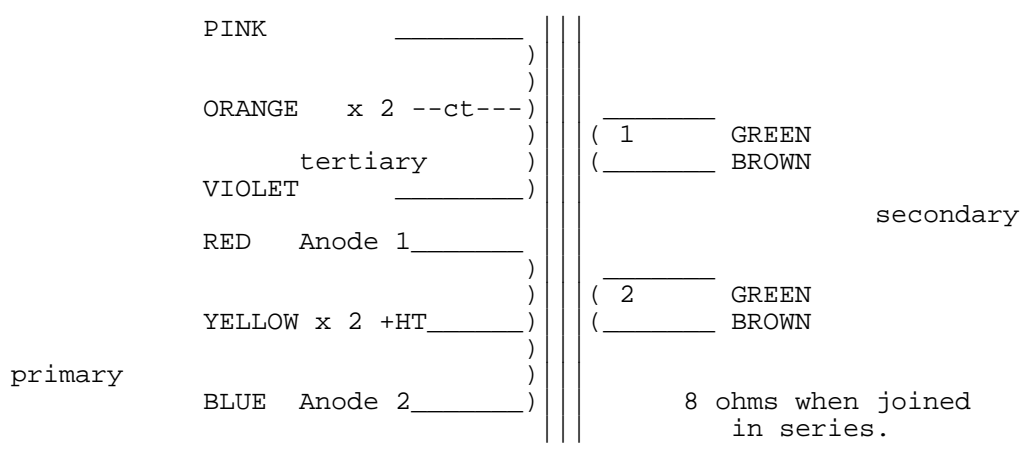 PINK
ORANGE x 2 --ct---
( 1 GREEN
tertiary BROWN
VIOLET
secondary
RED Anode 1
( 2 GREEN
YELLOW x 2 +HT BROWN
primary
BLUE Anode 2 8 ohms when joined
in series.